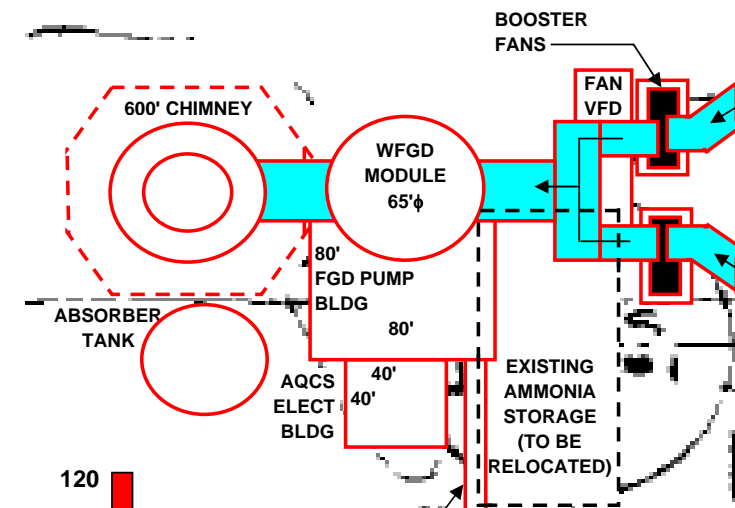 BOOSTER
FANS
FAN
VFD
600' CHIMNEY
WFGD
MODULE
65'ϕ
80'
FGD PUMP
BLDG
80'
ABSORBER
TANK
AQCS
ELECT
BLDG
40'
40'
EXISTING
AMMONIA
STORAGE
(TO BE
RELOCATED)
120